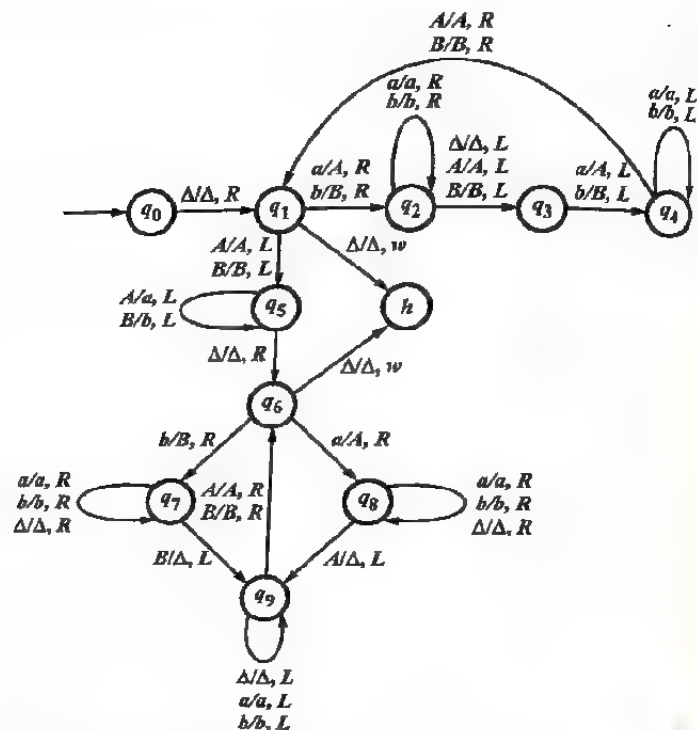 A/A, R
B/B, R
a/a, R
b/b, R
a/a, L
b/b, L
Δ/Δ, L
A/A, L
B/B, L
a/A, R
b/B, R
a/A, L
b/B, L
q0
Δ/Δ, R
q1
q2
q3
q4
A/A, L
B/B, L
Δ/Δ, w
A/a, L
B/b, L
q5
h
Δ/Δ, R
Δ/Δ, w
q6
b/B, R
a/A, R
a/a, R
b/b, R
Δ/Δ, R
q7
A/A, R
B/B, R
q8
a/a, R
b/b, R
Δ/Δ, R
B/Δ, L
A/Δ, L
q9
Δ/Δ, L
a/a, L
b/b, L